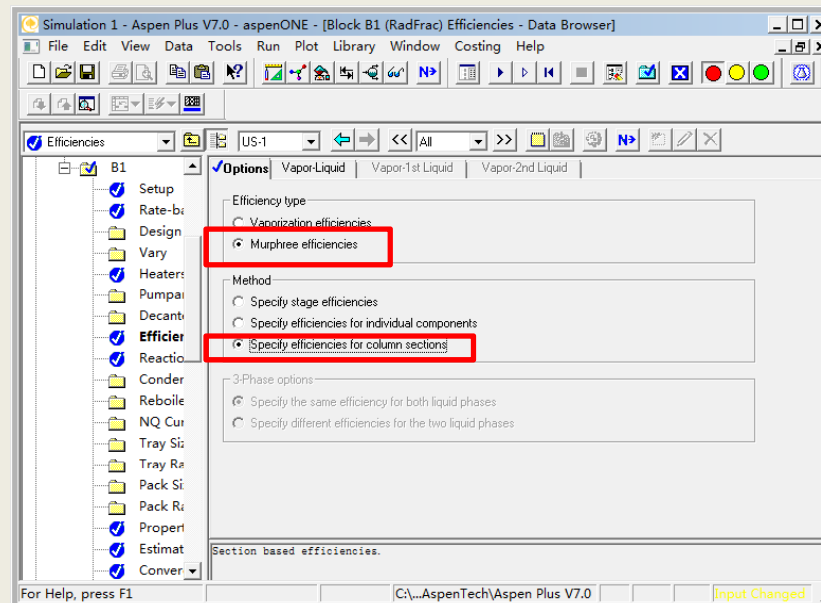 Simulation 1 - Aspen Plus V7.0 - aspenONE - [Block B1 (RadFrac) Efficiencies - Data Browser]
File Edit View Data Tools Run Plot Library Window Costing Help
N>
Efficiencies US-1 << All >> N>
B1
Setup
Rate-ba
Design
Vary
Heaters
Pumpar
Decante
Efficier
Reactio
Conder
Reboile
NQ Cur
Tray Siz
Tray Ra
Pack Si
Pack Ra
Propert
Estimat
Conver
Options Vapor-Liquid Vapor-1st Liquid Vapor-2nd Liquid
Efficiency type
Vaporization efficiencies
Murphree efficiencies
Method
Specify stage efficiencies
Specify efficiencies for individual components
Specify efficiencies for column sections
3-Phase options
Specify the same efficiency for both liquid phases
Specify different efficiencies for the two liquid phases
Section based efficiencies.
For Help, press F1 C:\...AspenTech\Aspen Plus V7.0 Input Changed